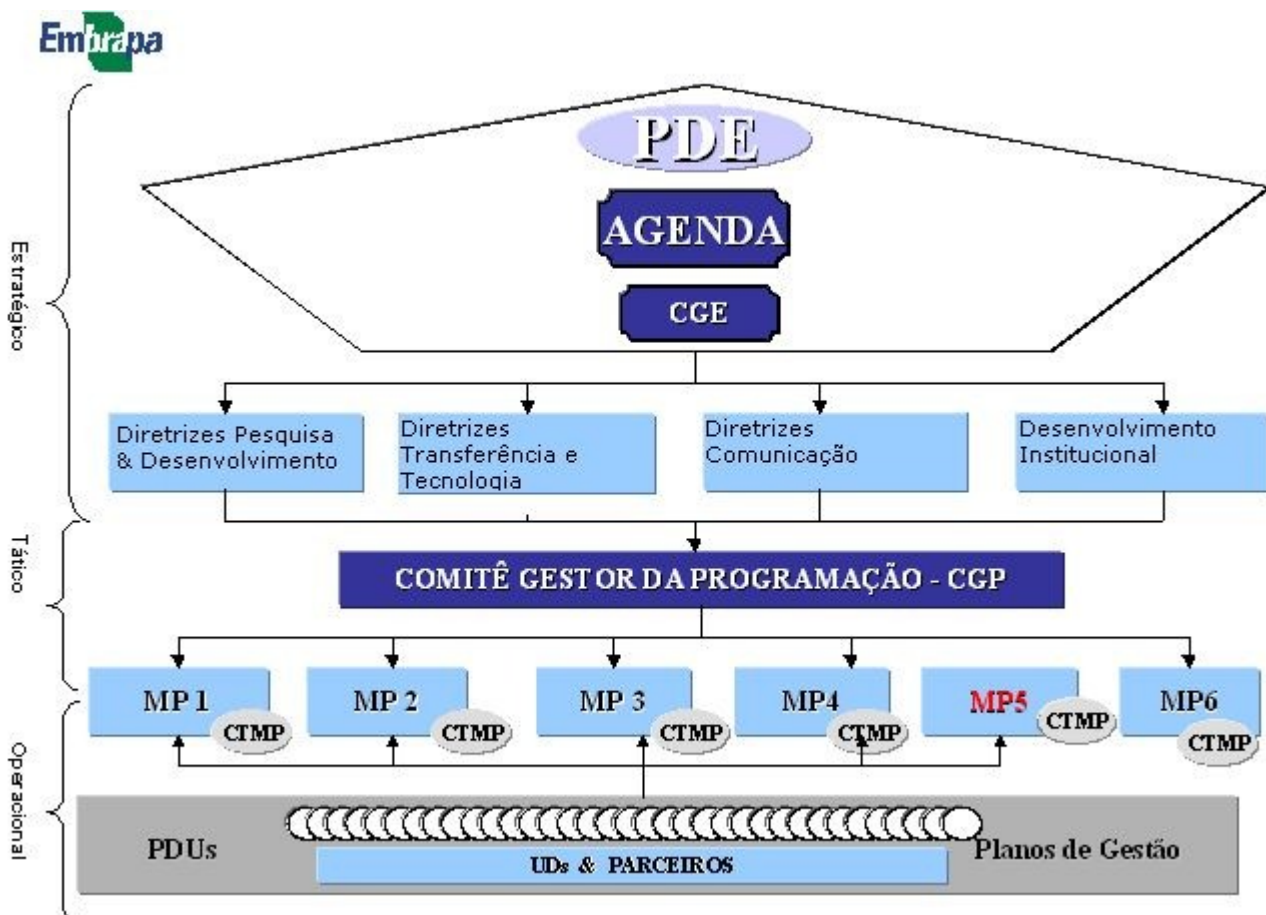 Embrapa
PDE
AGENDA
CGE
Estratégico
Diretrizes Pesquisa
& Desenvolvimento
Diretrizes
Transferência e
Tecnologia
Diretrizes
Comunicação
Desenvolvimento
Institucional
Tático
COMITÊ GESTOR DA PROGRAMAÇÃO - CGP
MP 1
CTMP
MP 2
CTMP
MP 3
CTMP
MP4
CTMP
MP5
CTMP
MP6
CTMP
Operacional
PDUs
UDs & PARCEIROS
Planos de Gestão